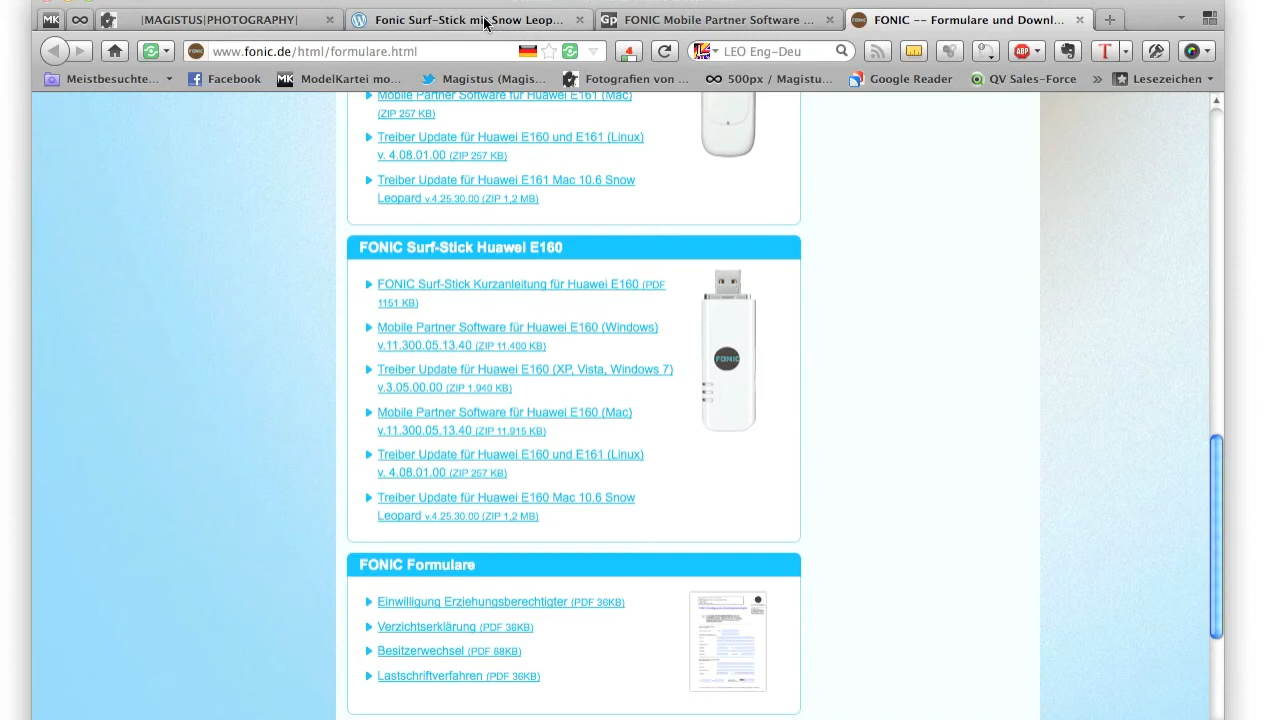 MK
|MAGISTUS|PHOTOGRAPHY|
Fonic Surf-Stick mit Snow Leop...
Gp FONIC Mobile Partner Software ...
FONIC -- Formulare und Downl...
www.fonic.de/html/formulare.html
4
LEO Eng-Deu
ABP
T
Meistbesuchte...
Facebook
MK ModelKartei mo...
Magistus (Magis...
Fotografien von ...
500px / Magistu...
Google Reader
QV Sales-Force
»
Lesezeichen
Mobile Partner Software für Huawei E161 (Mac)
(ZIP 257 KB)
Treiber Update für Huawei E160 und E161 (Linux)
v. 4.08.01.00 (ZIP 257 KB)
Treiber Update für Huawei E161 Mac 10.6 Snow
Leopard v.4.25.30.00 (ZIP 1,2 MB)
FONIC Surf-Stick Huawei E160
FONIC Surf-Stick Kurzanleitung für Huawei E160 (PDF
1151 KB)
Mobile Partner Software für Huawei E160 (Windows)
v.11.300.05.13.40 (ZIP 11.400 KB)
Treiber Update für Huawei E160 (XP, Vista, Windows 7)
v.3.05.00.00 (ZIP 1.940 KB)
Mobile Partner Software für Huawei E160 (Mac)
v.11.300.05.13.40 (ZIP 11.915 KB)
Treiber Update für Huawei E160 und E161 (Linux)
v. 4.08.01.00 (ZIP 257 KB)
Treiber Update für Huawei E160 Mac 10.6 Snow
Leopard v.4.25.30.00 (ZIP 1,2 MB)
FONIC
FONIC Formulare
Einwilligung Erziehungsberechtigter (PDF 36KB)
Verzichtserklärung (PDF 36KB)
Besitzerwechsel (PDF 88KB)
Lastschriftverfahren (PDF 36KB)